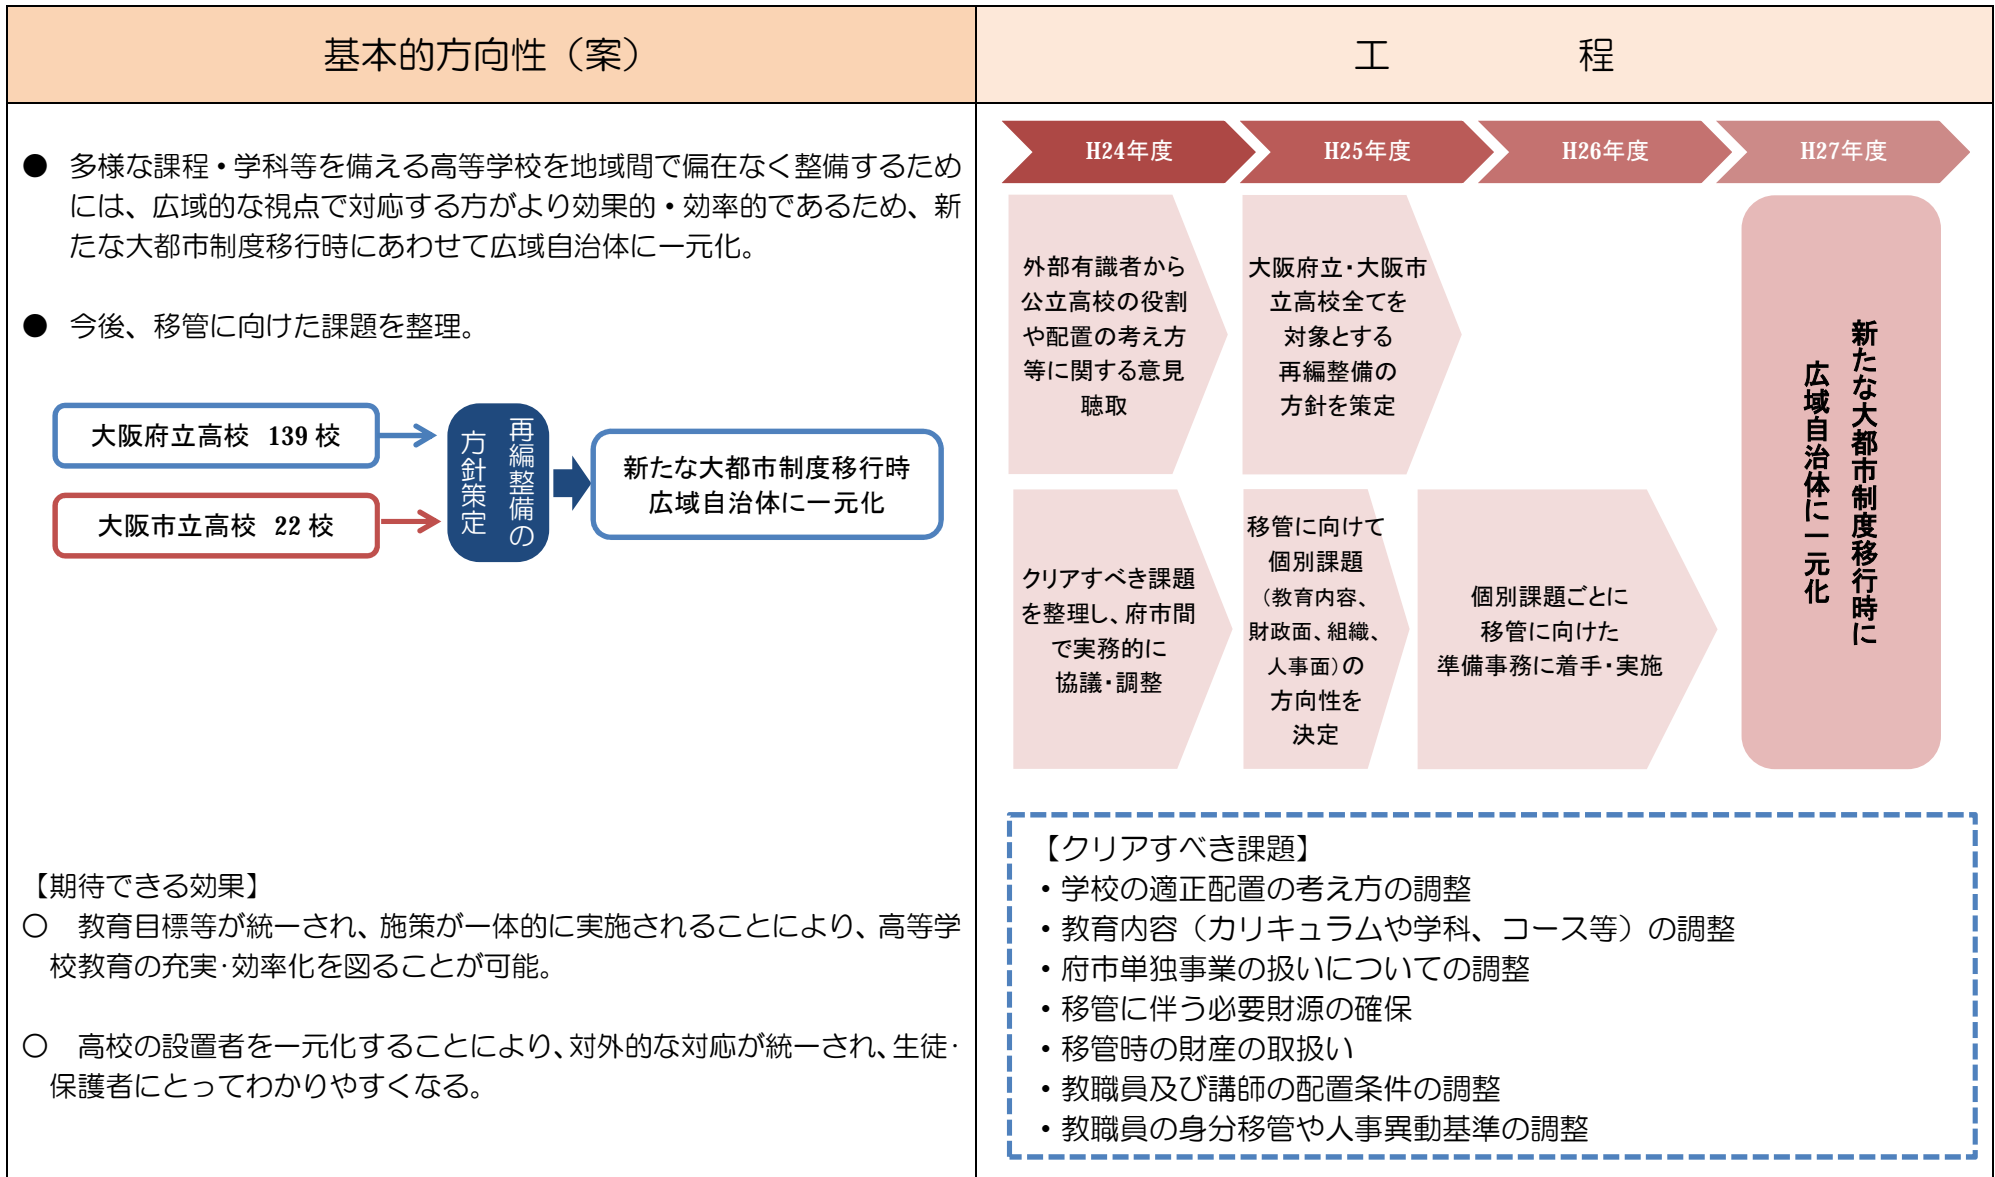 基本的方向性（案）
● 多様な課程・学科等を備える高等学校を地域間で偏在なく整備するため
には、広域的な視点で対応する方がより効果的・効率的であるため、新
たな大都市制度移行時にあわせて広域自治体に一元化。
● 今後、移管に向けた課題を整理。
大阪府立高校 139 校
大阪市立高校 22 校
再編整備の
方針策定
新たな大都市制度移行時
広域自治体に一元化
【期待できる効果】
○ 教育目標等が統一され、施策が一体的に実施されることにより、高等学
校教育の充実･効率化を図ることが可能。
○ 高校の設置者を一元化することにより、対外的な対応が統一され、生徒･
保護者にとってわかりやすくなる。
工 程
H24年度
H25年度
H26年度
H27年度
外部有識者から
公立高校の役割
や配置の考え方
等に関する意見
聴取
大阪府立・大阪市
立高校全てを
対象とする
再編整備の
方針を策定
クリアすべき課題
を整理し、府市間
で実務的に
協議・調整
移管に向けて
個別課題
（教育内容、
財政面、組織、
人事面）の
方向性を
決定
個別課題ごとに
移管に向けた
準備事務に着手・実施
新たな大都市制度移行時に
広域自治体に一元化
【クリアすべき課題】
・学校の適正配置の考え方の調整
・教育内容（カリキュラムや学科、コース等）の調整
・府市単独事業の扱いについての調整
・移管に伴う必要財源の確保
・移管時の財産の取扱い
・教職員及び講師の配置条件の調整
・教職員の身分移管や人事異動基準の調整